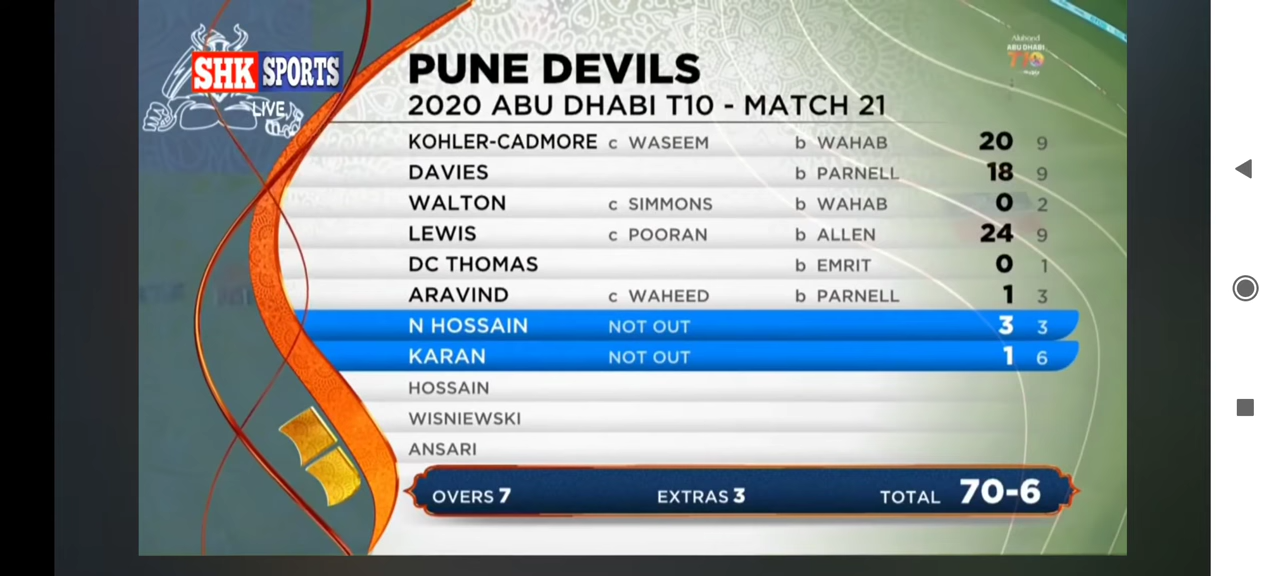 SHK SPORTS
LIVE
PUNE DEVILS
ABU DHABI
T10
2020 ABU DHABI T10 - MATCH 21
KOHLER-CADMORE c WASEEM b WAHAB 20 9
DAVIES b PARNELL 18 9
WALTON c SIMMONS b WAHAB 0 2
LEWIS c POORAN b ALLEN 24 9
DC THOMAS b EMRIT 0 1
ARAVIND c WAHEED b PARNELL 1 3
N HOSSAIN NOT OUT 3 3
KARAN NOT OUT 1 6
HOSSAIN
WISNIEWSKI
ANSARI
OVERS 7 EXTRAS 3 TOTAL 70-6